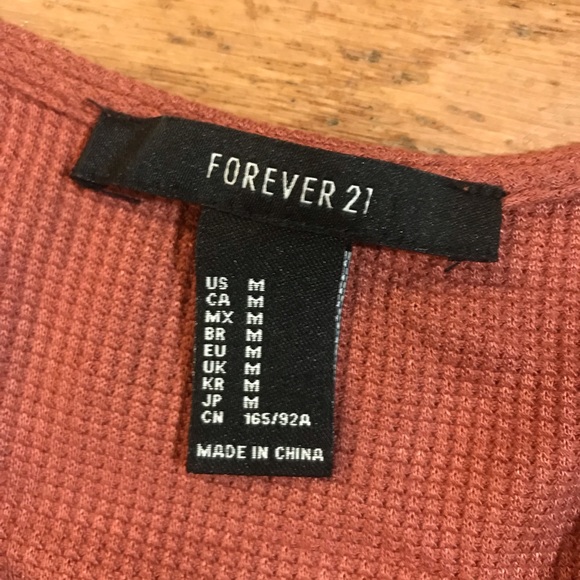 FOREVER 21
US M
CA M
MX M
BR M
EU M
UK M
KR M
JP M
CN 165/92A
MADE IN CHINA